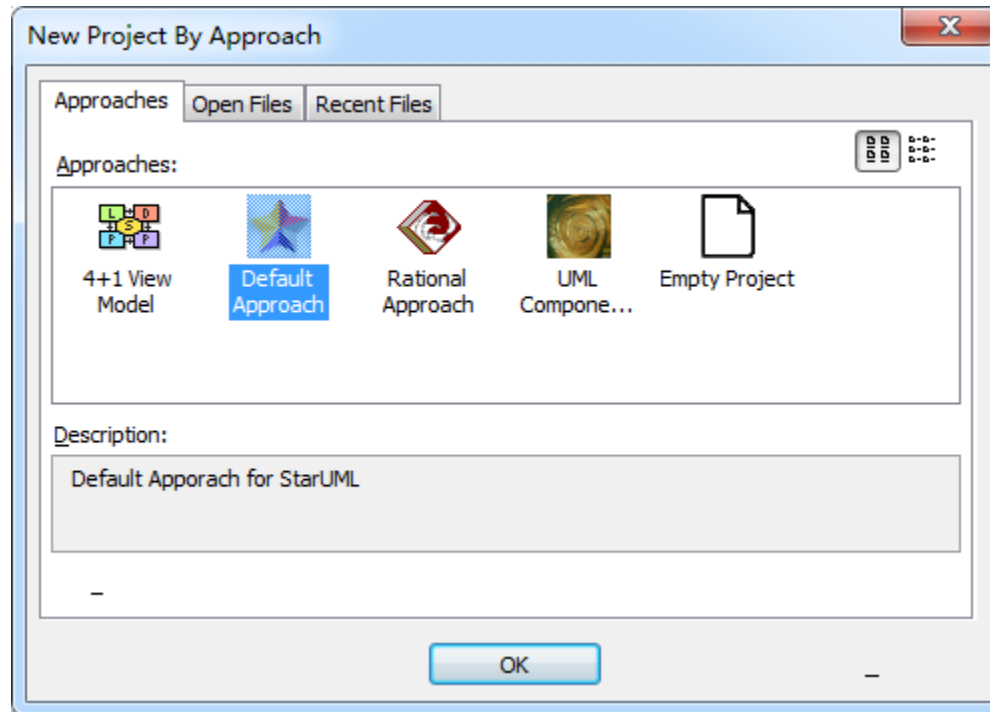 New Project By Approach
Approaches
Open Files
Recent Files
Approaches:
L D
S
P P
4+1 View
Model
Default
Approach
Rational
Approach
UML
Compone...
Empty Project
Description:
Default Apporach for StarUML
OK